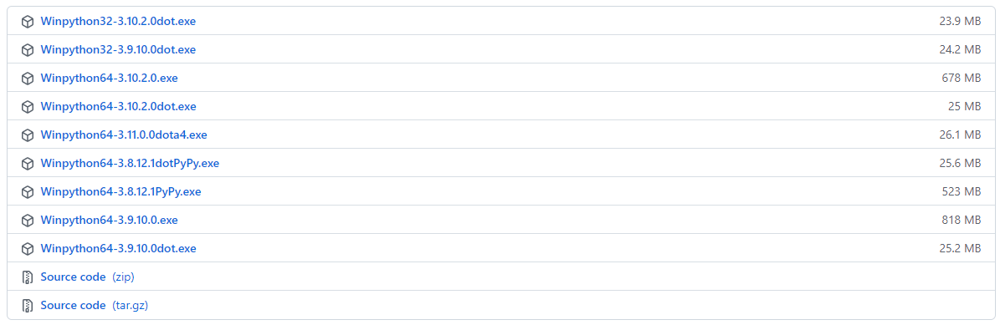 Winpython32-3.10.2.0dot.exe 23.9 MB
Winpython32-3.9.10.0dot.exe 24.2 MB
Winpython64-3.10.2.0.exe 678 MB
Winpython64-3.10.2.0dot.exe 25 MB
Winpython64-3.11.0.0dota4.exe 26.1 MB
Winpython64-3.8.12.1dotPyPy.exe 25.6 MB
Winpython64-3.8.12.1PyPy.exe 523 MB
Winpython64-3.9.10.0.exe 818 MB
Winpython64-3.9.10.0dot.exe 25.2 MB
Source code (zip)
Source code (tar.gz)